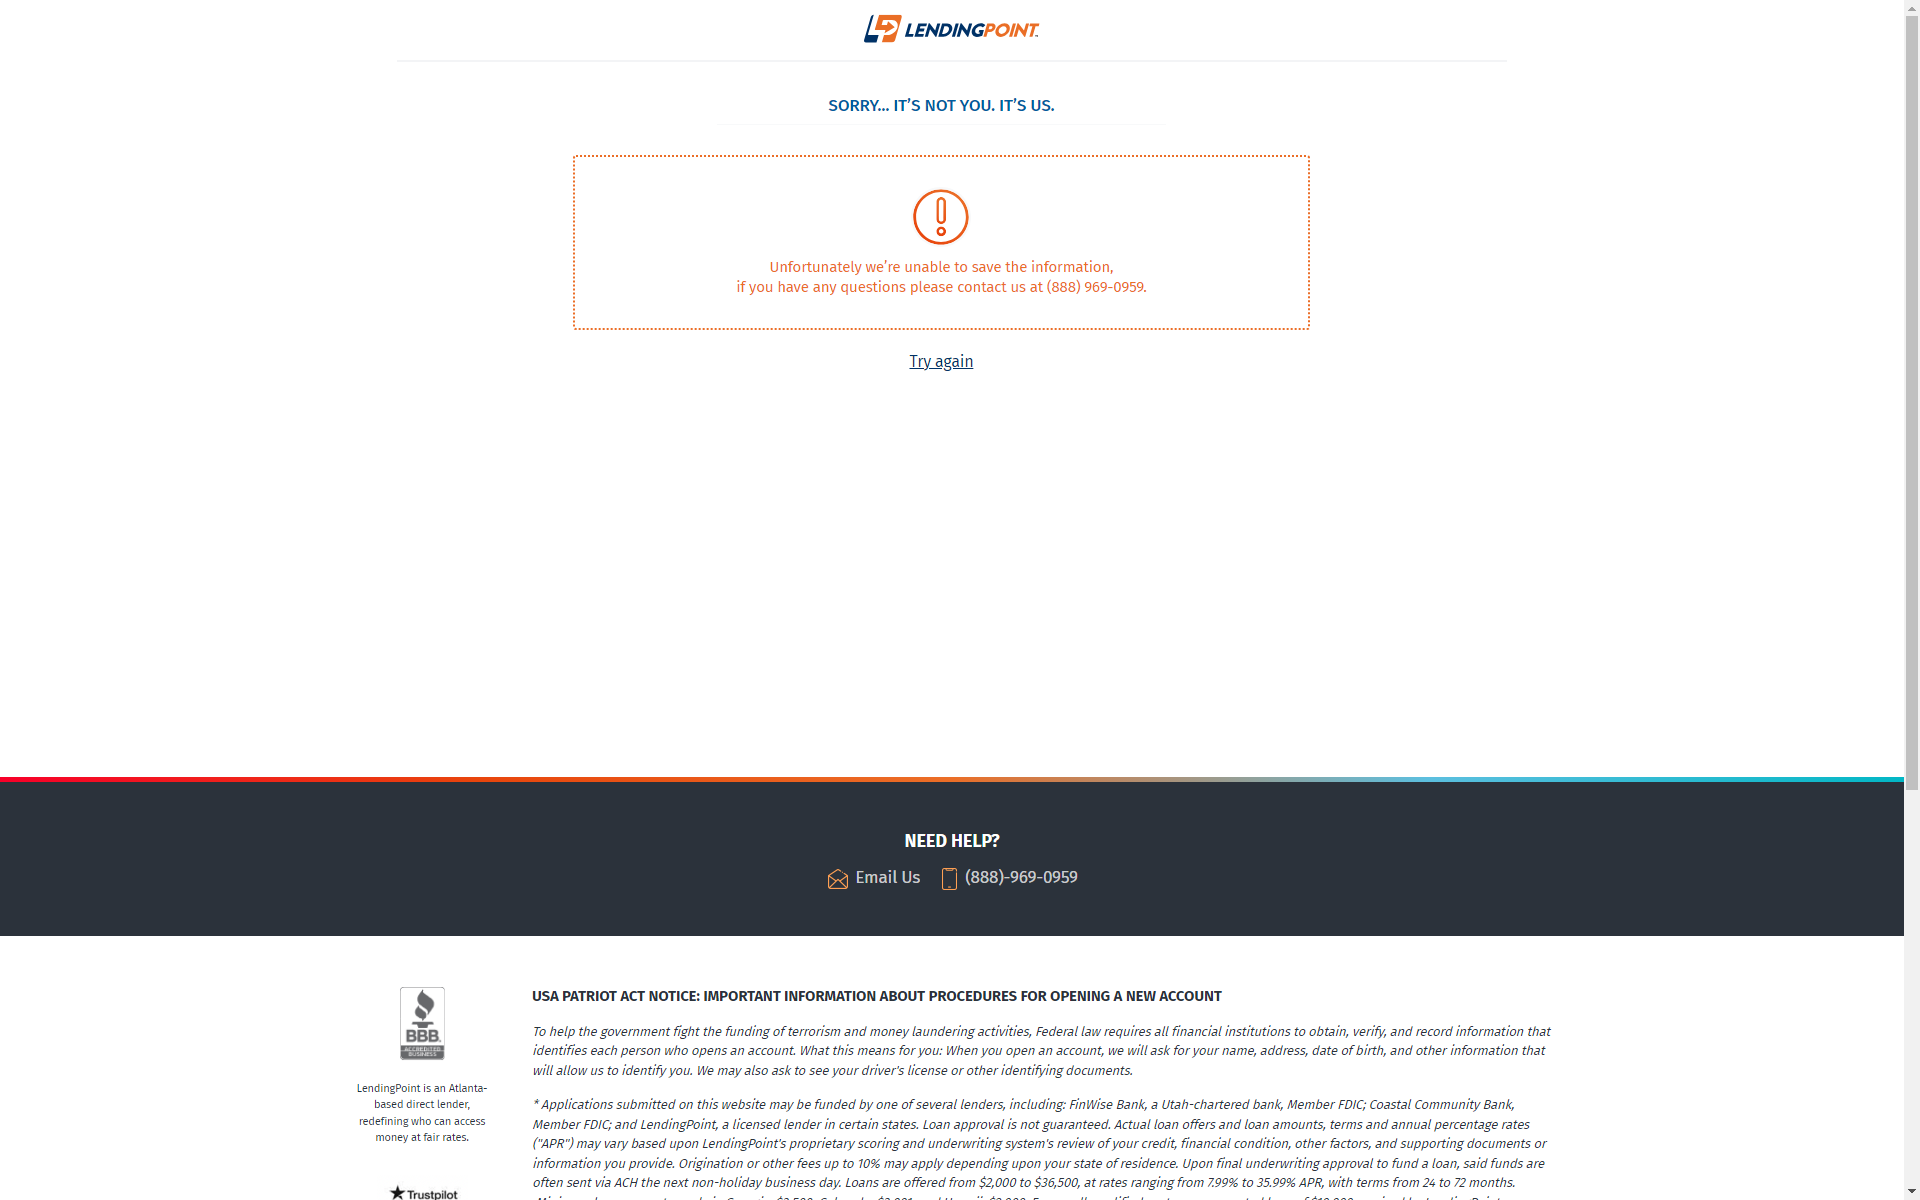 LENDINGPOINT
SORRY... IT'S NOT YOU. IT'S US.
Unfortunately we're unable to save the information,
if you have any questions please contact us at (888) 969-0959.
Try again
NEED HELP?
Email Us (888)-969-0959
BBB.
ACCREDITED
BUSINESS
LendingPoint is an Atlanta-
based direct lender,
redefining who can access
money at fair rates.
Trustpilot
USA PATRIOT ACT NOTICE: IMPORTANT INFORMATION ABOUT PROCEDURES FOR OPENING A NEW ACCOUNT
To help the government fight the funding of terrorism and money laundering activities, Federal law requires all financial institutions to obtain, verify, and record information that
identifies each person who opens an account. What this means for you: When you open an account, we will ask for your name, address, date of birth, and other information that
will allow us to identify you. We may also ask to see your driver's license or other identifying documents.
* Applications submitted on this website may be funded by one of several lenders, including: FinWise Bank, a Utah-chartered bank, Member FDIC; Coastal Community Bank,
Member FDIC; and LendingPoint, a licensed lender in certain states. Loan approval is not guaranteed. Actual loan offers and loan amounts, terms and annual percentage rates
("APR") may vary based upon LendingPoint's proprietary scoring and underwriting system's review of your credit, financial condition, other factors, and supporting documents or
information you provide. Origination or other fees up to 10% may apply depending upon your state of residence. Upon final underwriting approval to fund a loan, said funds are
often sent via ACH the next non-holiday business day. Loans are offered from $2,000 to $36,500, at rates ranging from 7.99% to 35.99% APR, with terms from 24 to 72 months.